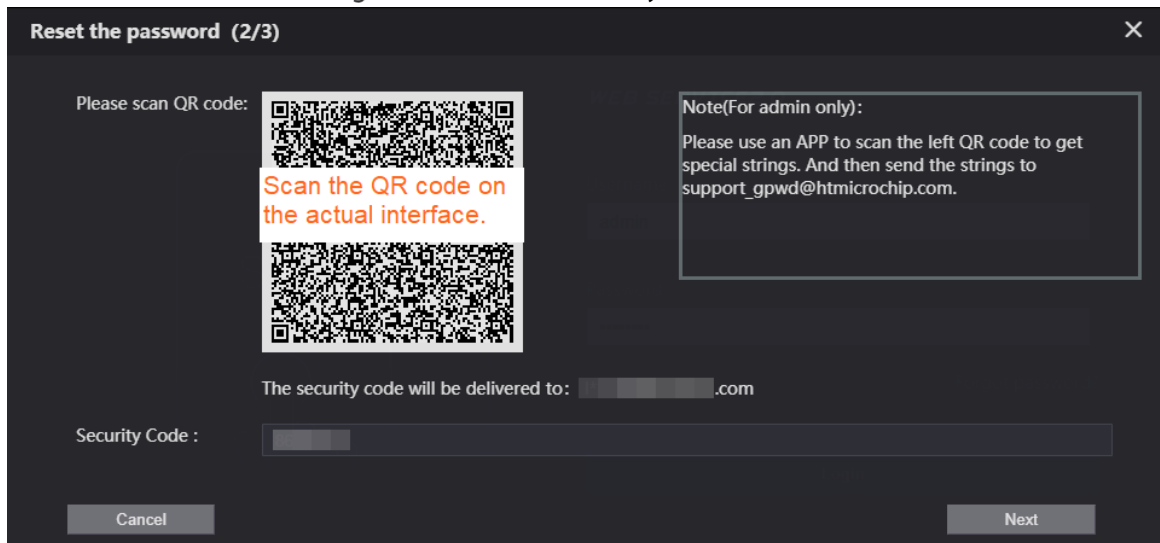 Reset the password (2/3)
Please scan QR code:
Scan the QR code on
the actual interface.
Note(For admin only):
Please use an APP to scan the left QR code to get
special strings. And then send the strings to
support_gpwd@htmicrochip.com.
The security code will be delivered to: .com
Security Code :
Cancel
Next